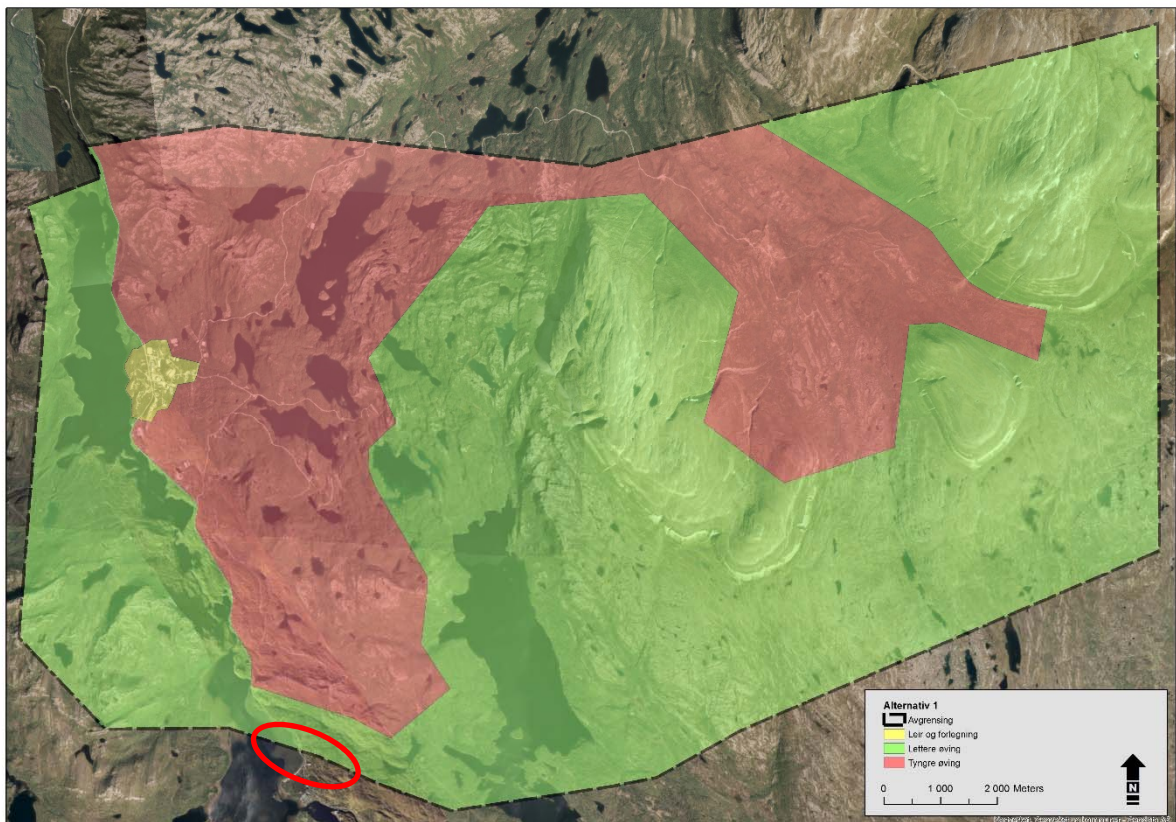 Alternativ 1
Avgrensing
Leir og forlegning
Lettere øving
Tyngre øving
0 1 000 2 000 Meters
N